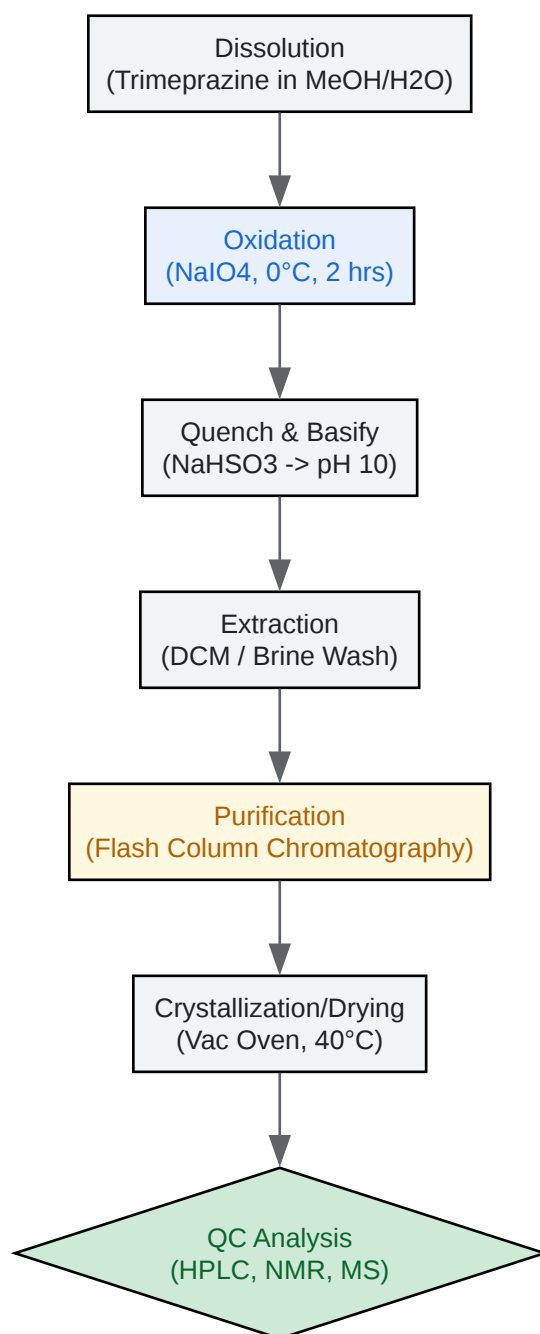 Dissolution
(Trimeprazine in MeOH/H2O)
Oxidation
(NaIO4, 0°C, 2 hrs)
Quench & Basify
(NaHSO3 -> pH 10)
Extraction
(DCM / Brine Wash)
Purification
(Flash Column Chromatography)
Crystallization/Drying
(Vac Oven, 40°C)
QC Analysis
(HPLC, NMR, MS)